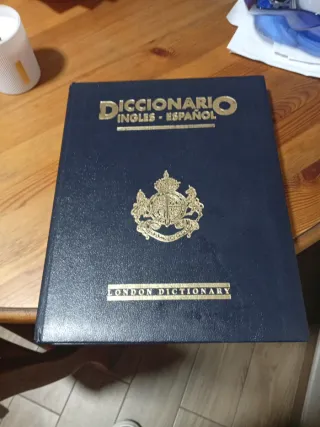 DICCIONARIO
INGLES - ESPAÑOL
LONDON DICTIONARY